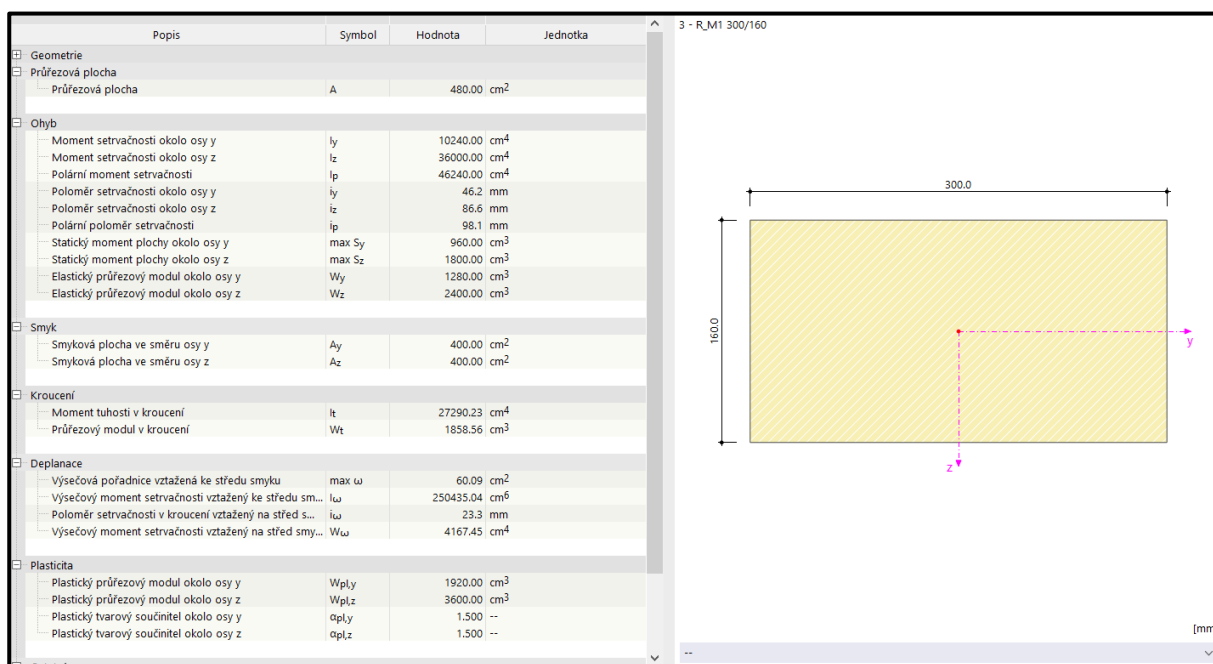 Popis Symbol Hodnota Jednotka
Geometrie
Průřezová plocha
Průřezová plocha A 480.00 cm2
Ohyb
Moment setrvačnosti okolo osy y Iy 10240.00 cm4
Moment setrvačnosti okolo osy z Iz 36000.00 cm4
Polární moment setrvačnosti Ip 46240.00 cm4
Poloměr setrvačnosti okolo osy y iy 46.2 mm
Poloměr setrvačnosti okolo osy z iz 86.6 mm
Polární poloměr setrvačnosti ip 98.1 mm
Statický moment plochy okolo osy y max Sy 960.00 cm3
Statický moment plochy okolo osy z max Sz 1800.00 cm3
Elastický průřezový modul okolo osy y Wy 1280.00 cm3
Elastický průřezový modul okolo osy z Wz 2400.00 cm3
Smyk
Smyková plocha ve směru osy y Ay 400.00 cm2
Smyková plocha ve směru osy z Az 400.00 cm2
Kroucení
Moment tuhosti v kroucení It 27290.23 cm4
Průřezový modul v kroucení Wt 1858.56 cm3
Deplanace
Výsečová pořadnice vztažená ke středu smyku max ω 60.09 cm2
Výsečový moment setrvačnosti vztažený ke středu sm... Iω 250435.04 cm6
Poloměr setrvačnosti v kroucení vztažený na střed s... iω 23.3 mm
Výsečový moment setrvačnosti vztažený na střed smy... Wω 4167.45 cm4
Plasticita
Plastický průřezový modul okolo osy y Wpl,y 1920.00 cm3
Plastický průřezový modul okolo osy z Wpl,z 3600.00 cm3
Plastický tvarový součinitel okolo osy y αpl,y 1.500 --
Plastický tvarový součinitel okolo osy z αpl,z 1.500 --
3 - R_M1 300/160
300.0
160.0
y
z
[mm
--